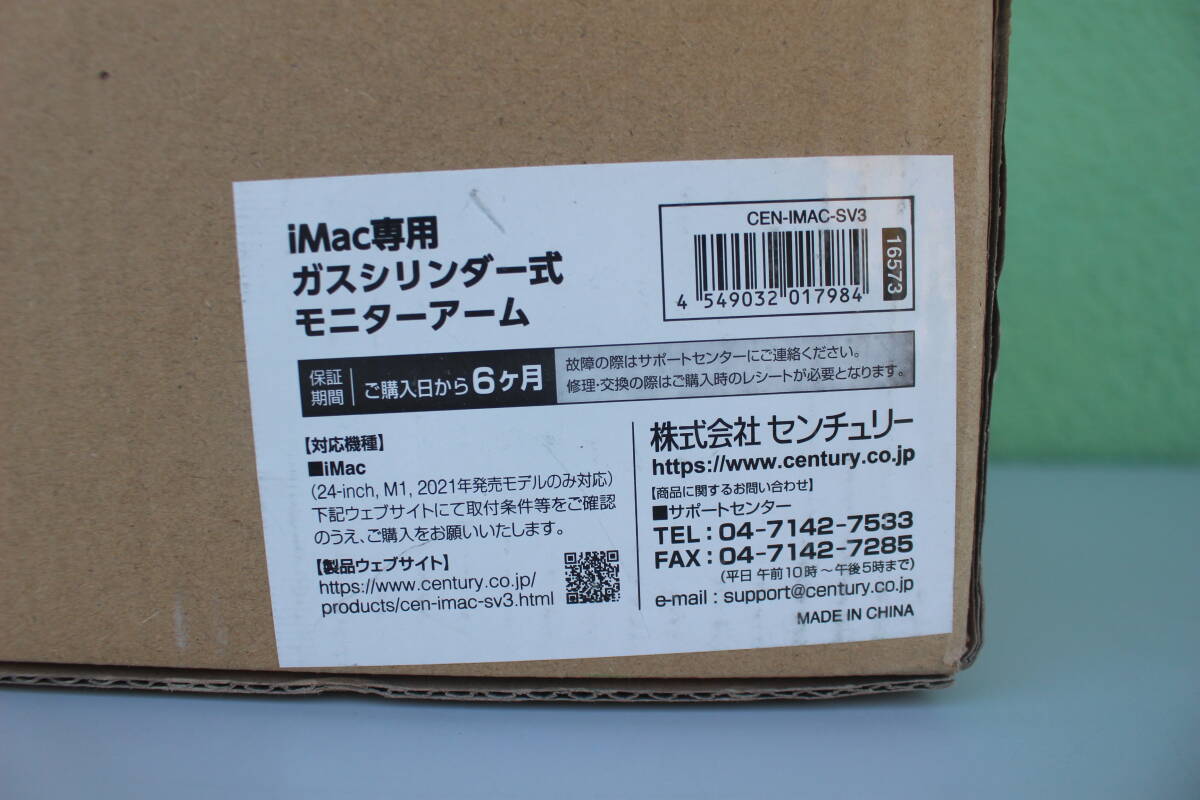 iMac専用
ガスシリンダー式
モニターアーム
CEN-IMAC-SV3
4 549032 017984
16573
保証
期間
ご購入日から6ヶ月
故障の際はサポートセンターにご連絡ください。
修理・交換の際はご購入時のレシートが必要となります。
【対応機種】
■iMac
(24-inch, M1, 2021年発売モデルのみ対応)
下記ウェブサイトにて取付条件等をご確認
のうえ、ご購入をお願いいたします。
【製品ウェブサイト】
https://www.century.co.jp/
products/cen-imac-sv3.html
株式会社 センチュリー
https://www.century.co.jp
【商品に関するお問い合わせ】
■サポートセンター
TEL : 04-7142-7533
FAX : 04-7142-7285
(平日 午前10時～午後5時まで)
e-mail : support@century.co.jp
MADE IN CHINA